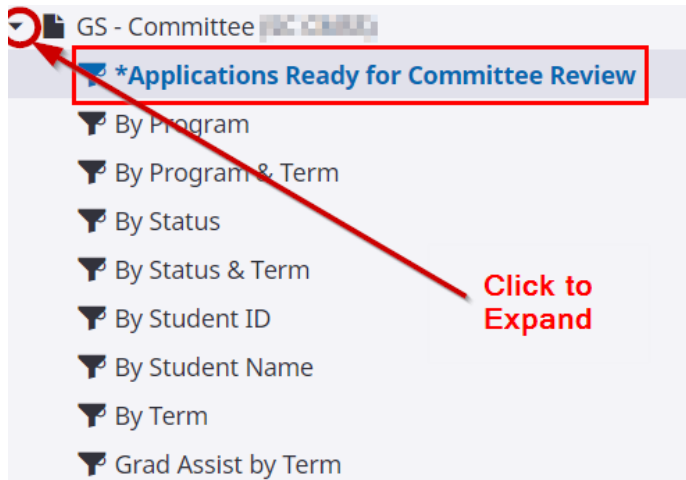 GS - Committee
*Applications Ready for Committee Review
By Program
By Program & Term
By Status
By Status & Term
Click to
Expand
By Student ID
By Student Name
By Term
Grad Assist by Term